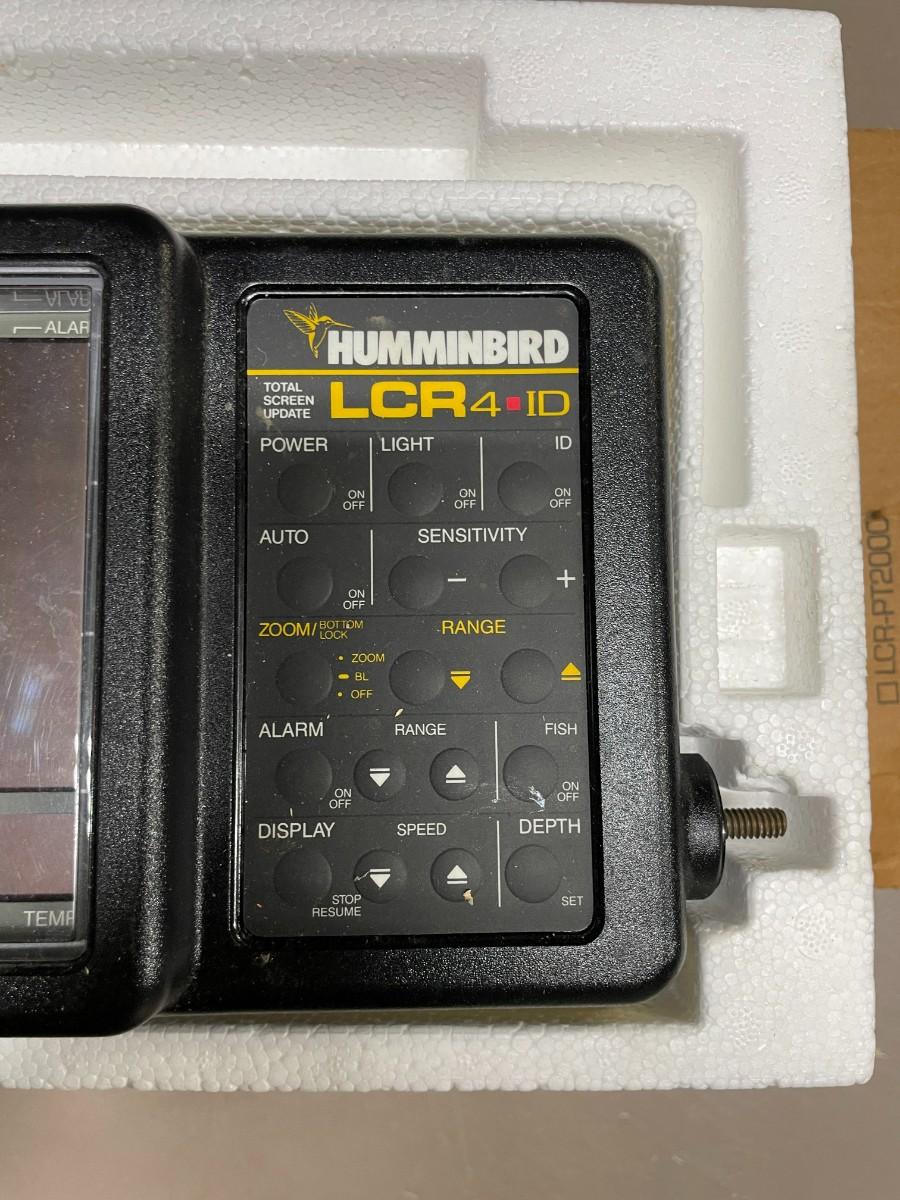 ALAR
HUMMINBIRD
TOTAL
SCREEN
UPDATE
LCR 4 ID
POWER LIGHT ID
ON
OFF
ON
OFF
ON
OFF
AUTO SENSITIVITY
ON
OFF
− +
ZOOM/BOTTOM
LOCK
RANGE
ZOOM
BL
OFF
ALARM RANGE FISH
ON
OFF
ON
OFF
DISPLAY SPEED DEPTH
STOP
RESUME
SET
TEMP
LCR-PT2000